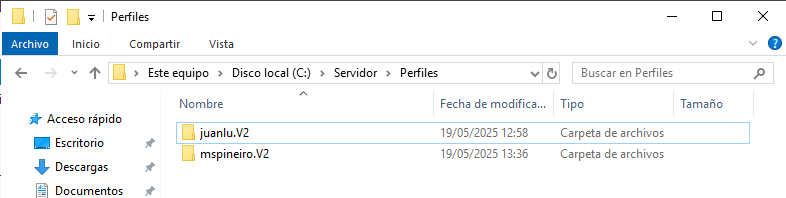 Perfiles
Archivo Inicio Compartir Vista
Este equipo Disco local (C:) Servidor Perfiles Buscar en Perfiles
Nombre Fecha de modifica... Tipo Tamaño
Acceso rápido
juanlu.V2 19/05/2025 12:58 Carpeta de archivos
Escritorio
mspineiro.V2 19/05/2025 13:36 Carpeta de archivos
Descargas
Documentos